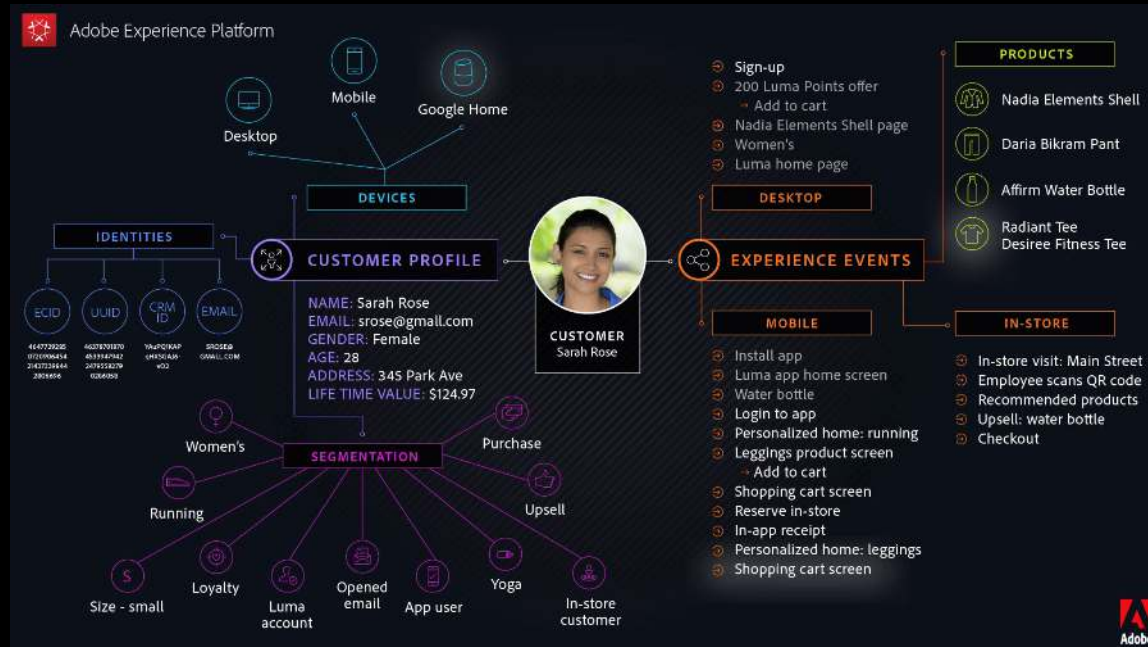 Adobe Experience Platform
Desktop
Mobile
Google Home
DEVICES
IDENTITIES
ECID
UUID
CRM
ID
EMAIL
SROSE@
GMALL.COM
CUSTOMER PROFILE
NAME: Sarah Rose
EMAIL: srose@gmall.com
GENDER: Female
AGE: 28
ADDRESS: 345 Park Ave
LIFE TIME VALUE: $124.97
CUSTOMER
Sarah Rose
SEGMENTATION
Women's
Running
S
Size - small
Loyalty
Luma
account
Opened
email
App user
Yoga
In-store
customer
Upsell
Purchase
Sign-up
200 Luma Points offer
→ Add to cart
Nadia Elements Shell page
Women's
Luma home page
DESKTOP
EXPERIENCE EVENTS
MOBILE
Install app
Luma app home screen
Water bottle
Login to app
Personalized home: running
Leggings product screen
→ Add to cart
Shopping cart screen
Reserve in-store
In-app receipt
Personalized home: leggings
Shopping cart screen
PRODUCTS
Nadia Elements Shell
Daria Bikram Pant
Affirm Water Bottle
Radiant Tee
Desiree Fitness Tee
IN-STORE
In-store visit: Main Street
Employee scans QR code
Recommended products
Upsell: water bottle
Checkout
Adobe